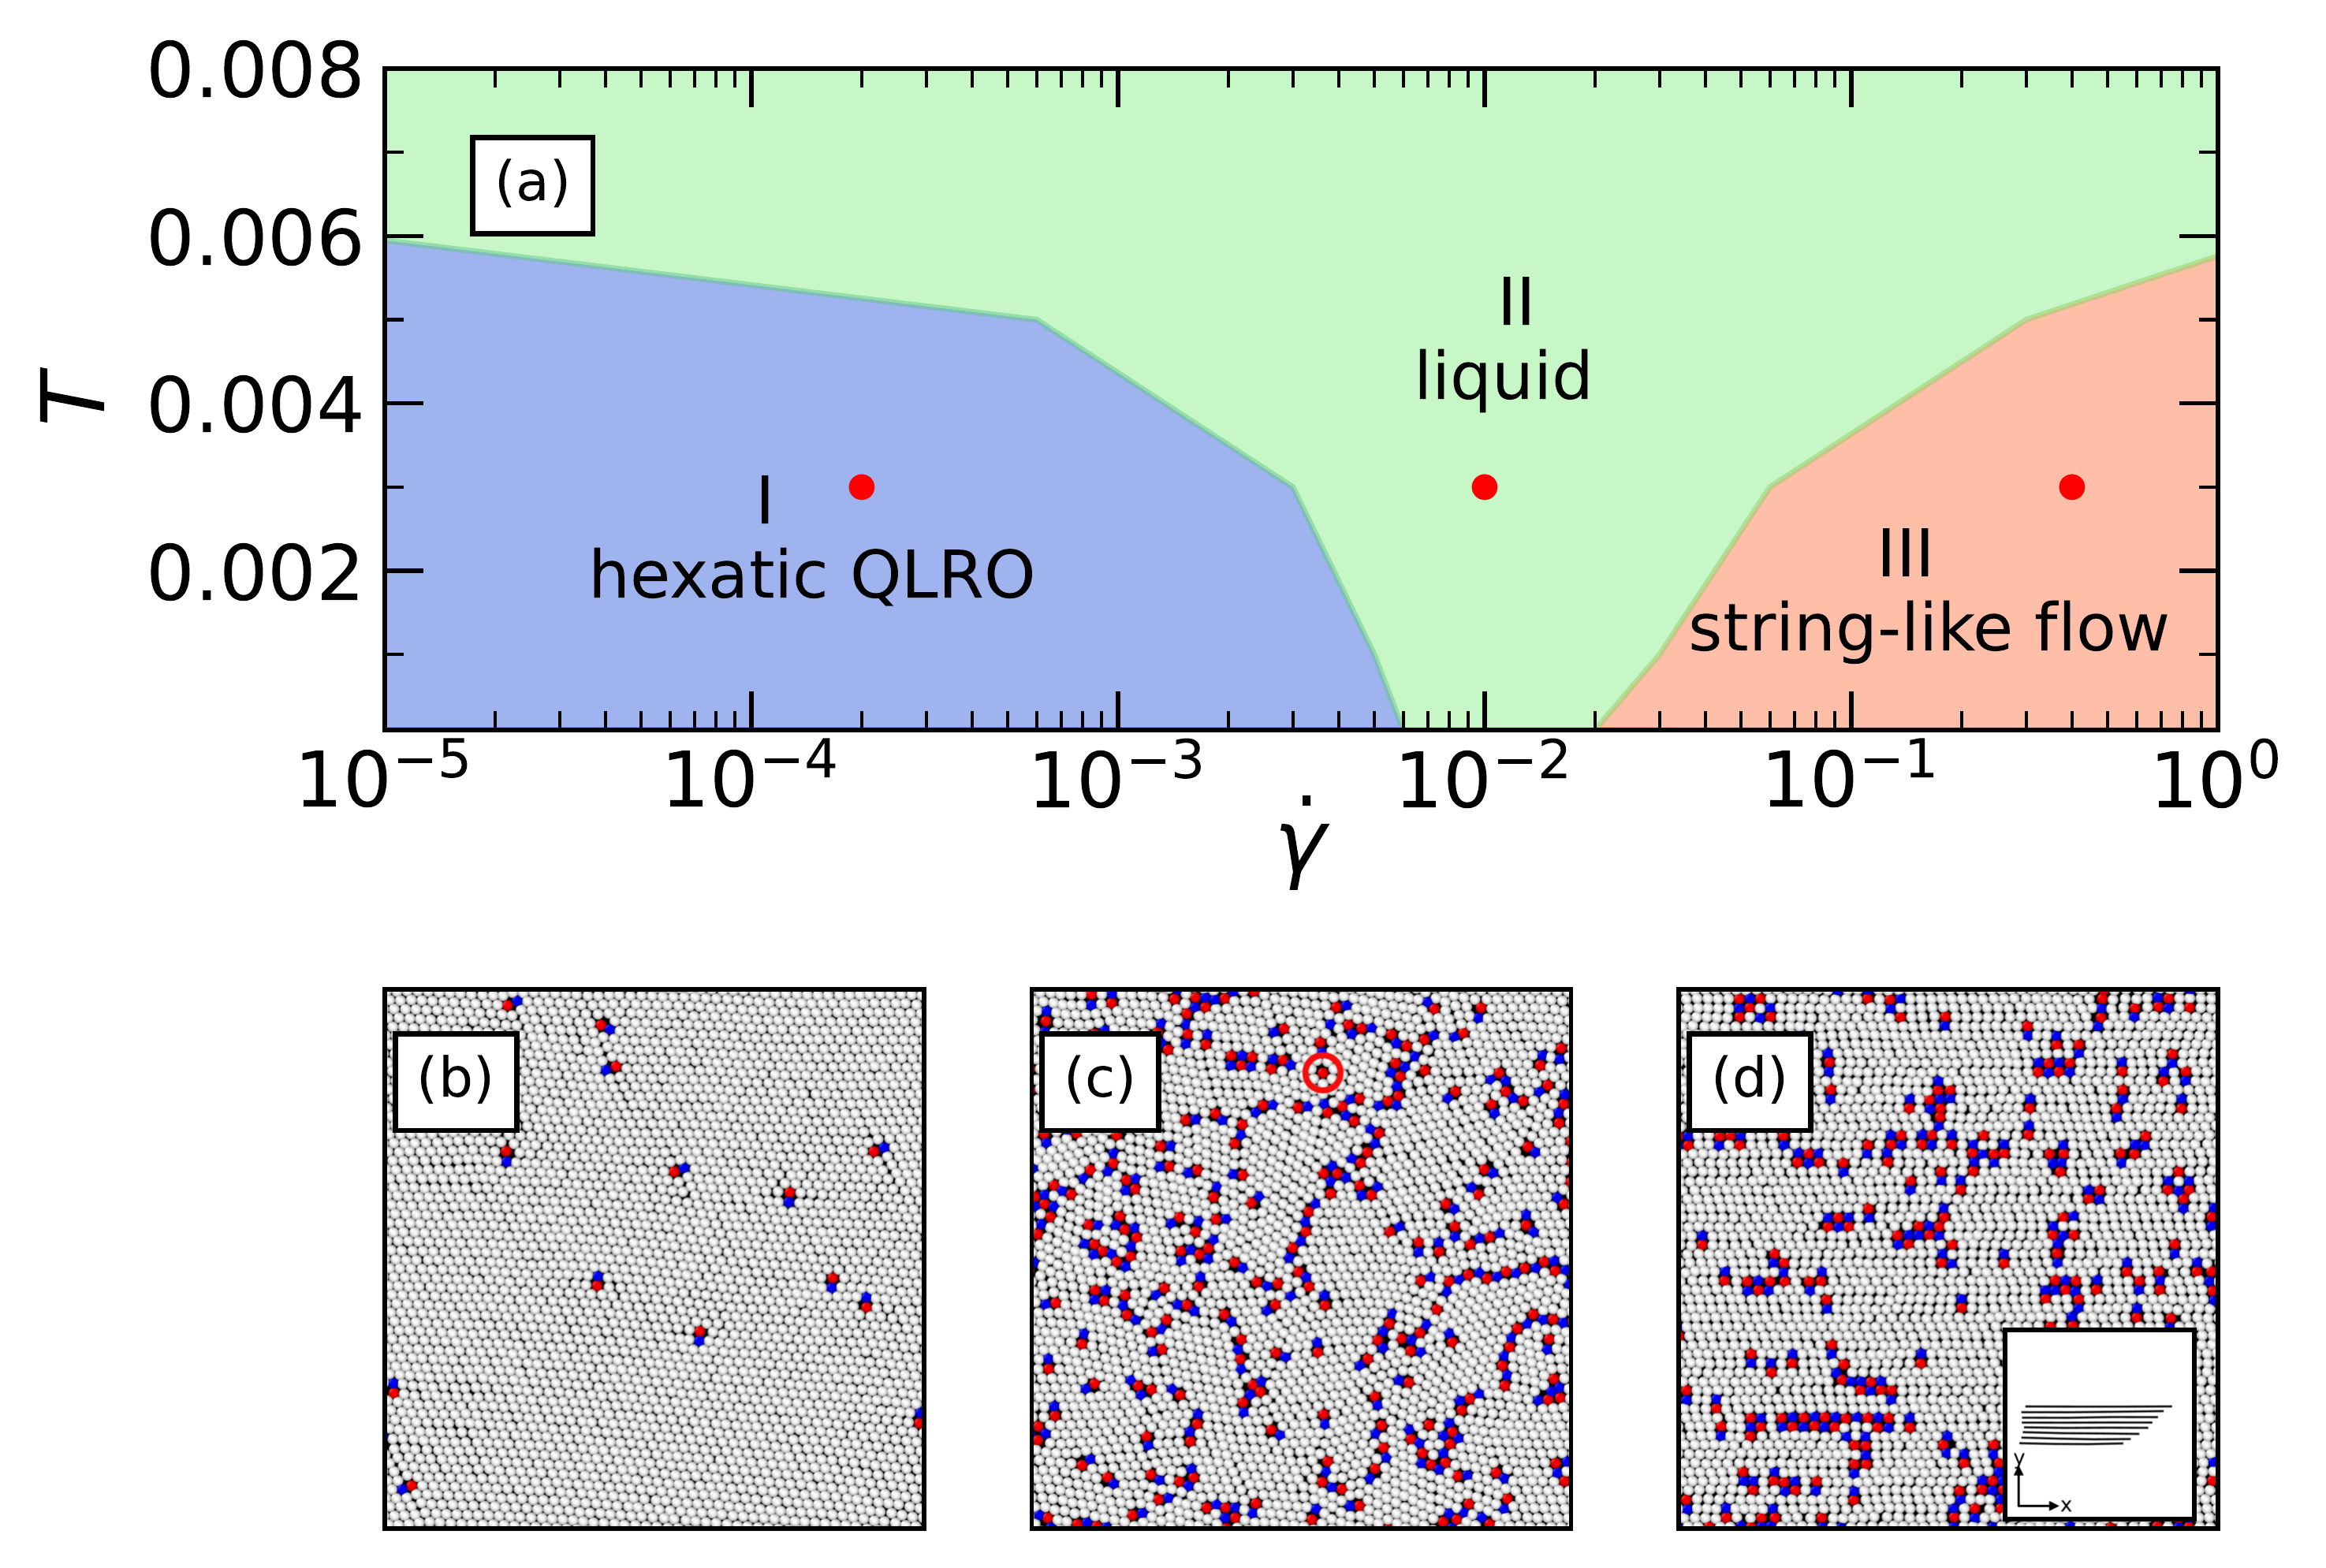 0.008
(a)
0.006
II
liquid
0.004
T
I
hexatic QLRO
0.002
III
string-like flow
10⁻⁵ 10⁻⁴ 10⁻³ 10⁻² 10⁻¹ 10⁰
γ̇
(b) (c) (d)
y
x